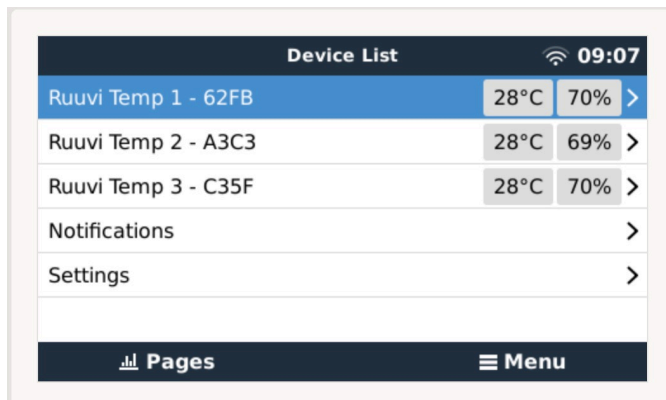 Device List 09:07
Ruuvi Temp 1 - 62FB 28°C 70%
Ruuvi Temp 2 - A3C3 28°C 69%
Ruuvi Temp 3 - C35F 28°C 70%
Notifications
Settings
Pages Menu